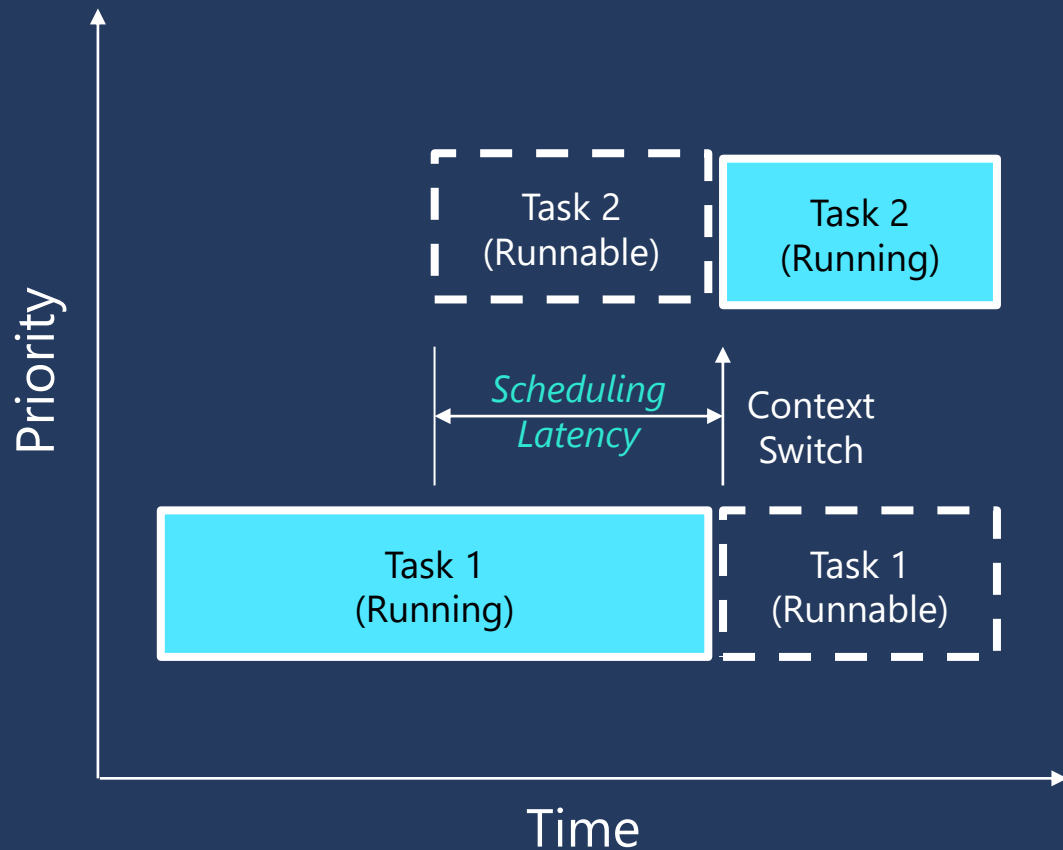 Priority
Task 2
(Runnable)
Task 2
(Running)
Scheduling
Latency
Context
Switch
Task 1
(Running)
Task 1
(Runnable)
Time